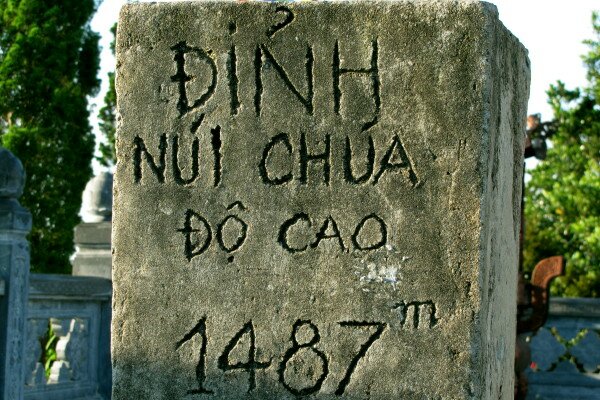 ĐỈNH
NÚI CHÚA
ĐỘ CAO
1487m